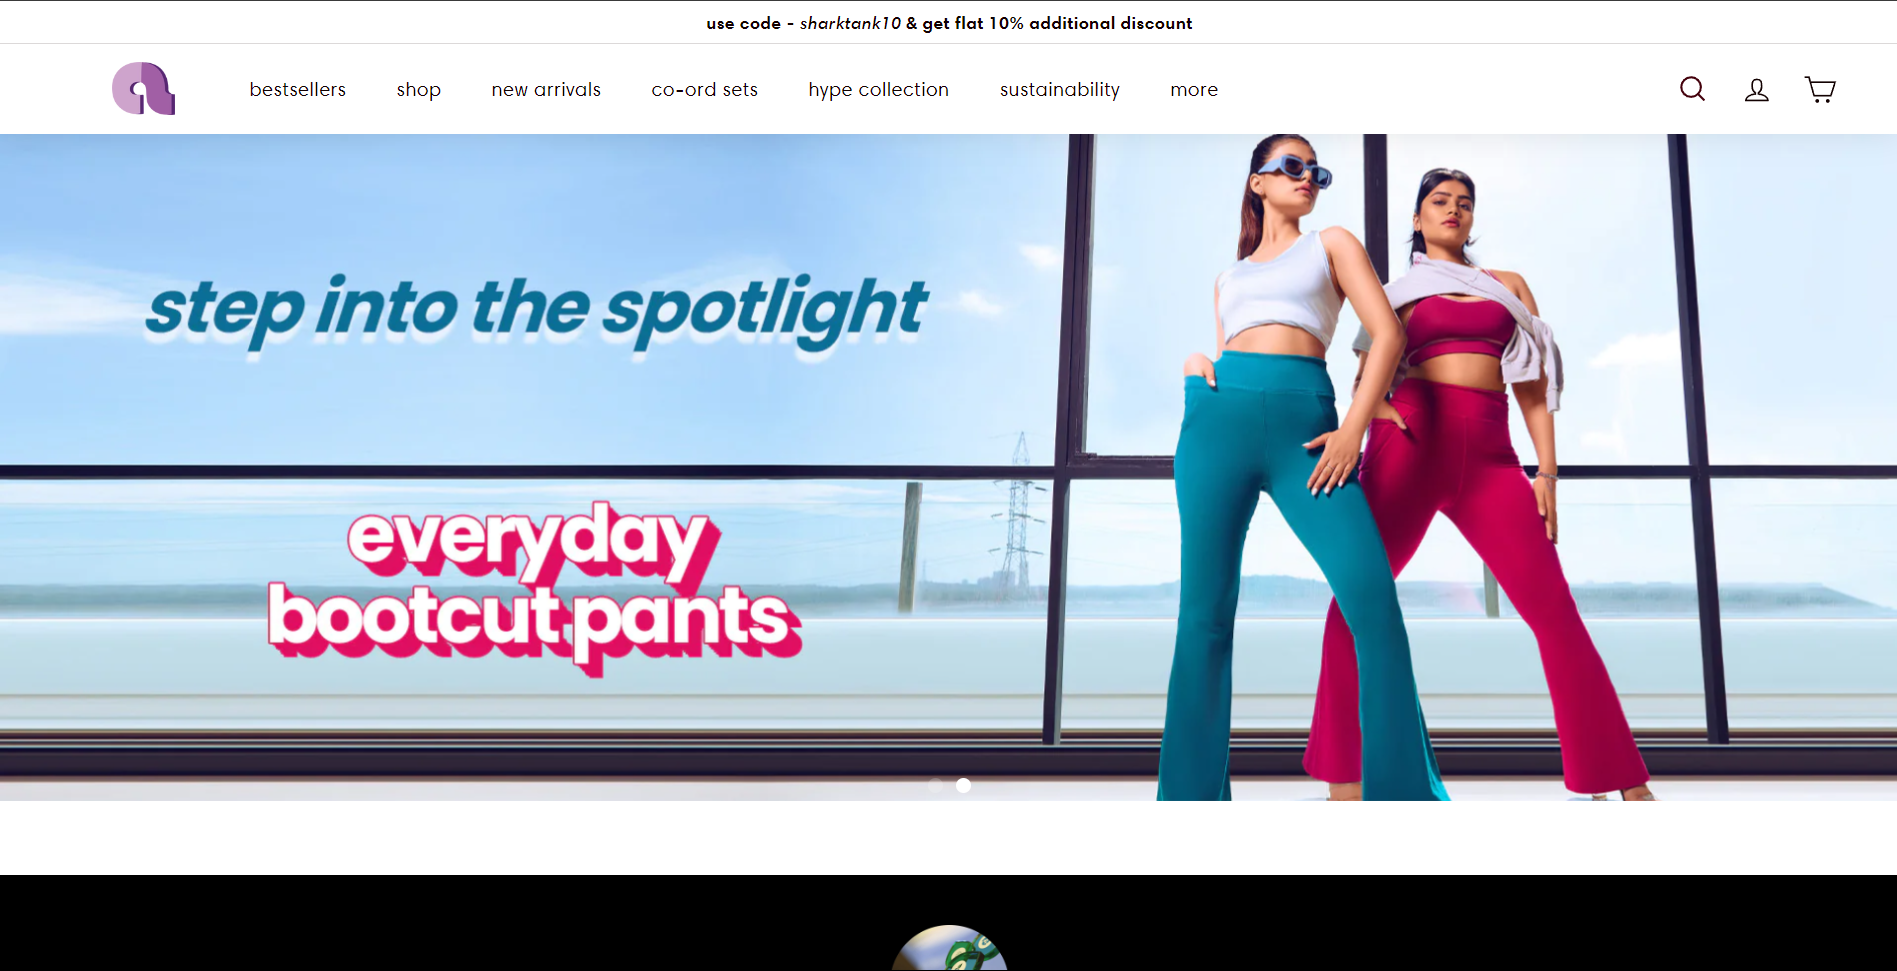 use code - sharktank10 & get flat 10% additional discount
bestsellers shop new arrivals co-ord sets hype collection sustainability more
step into the spotlight
everyday
bootcut pants